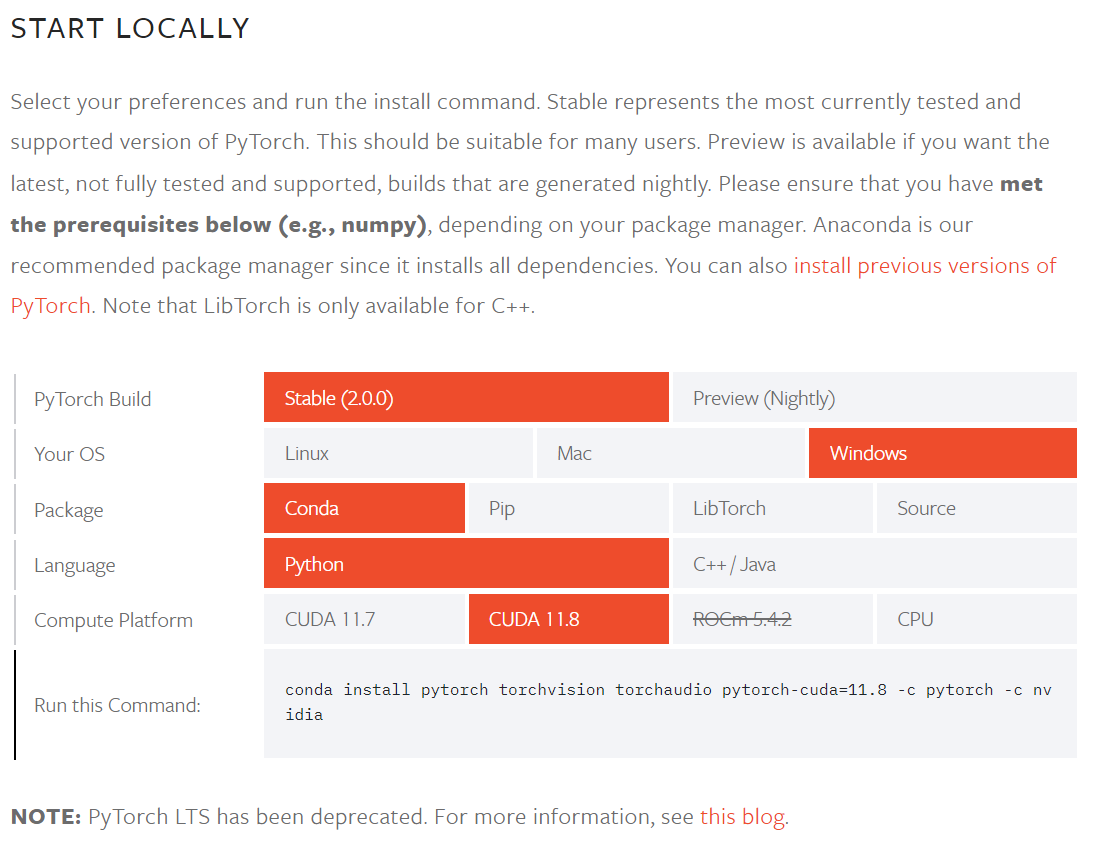 START LOCALLY
Select your preferences and run the install command. Stable represents the most currently tested and
supported version of PyTorch. This should be suitable for many users. Preview is available if you want the
latest, not fully tested and supported, builds that are generated nightly. Please ensure that you have met
the prerequisites below (e.g., numpy), depending on your package manager. Anaconda is our
recommended package manager since it installs all dependencies. You can also install previous versions of
PyTorch. Note that LibTorch is only available for C++.
PyTorch Build Stable (2.0.0) Preview (Nightly)
Your OS Linux Mac Windows
Package Conda Pip LibTorch Source
Language Python C++ / Java
Compute Platform CUDA 11.7 CUDA 11.8 ROCm 5.4.2 CPU
Run this Command: conda install pytorch torchvision torchaudio pytorch-cuda=11.8 -c pytorch -c nv
idia
NOTE: PyTorch LTS has been deprecated. For more information, see this blog.